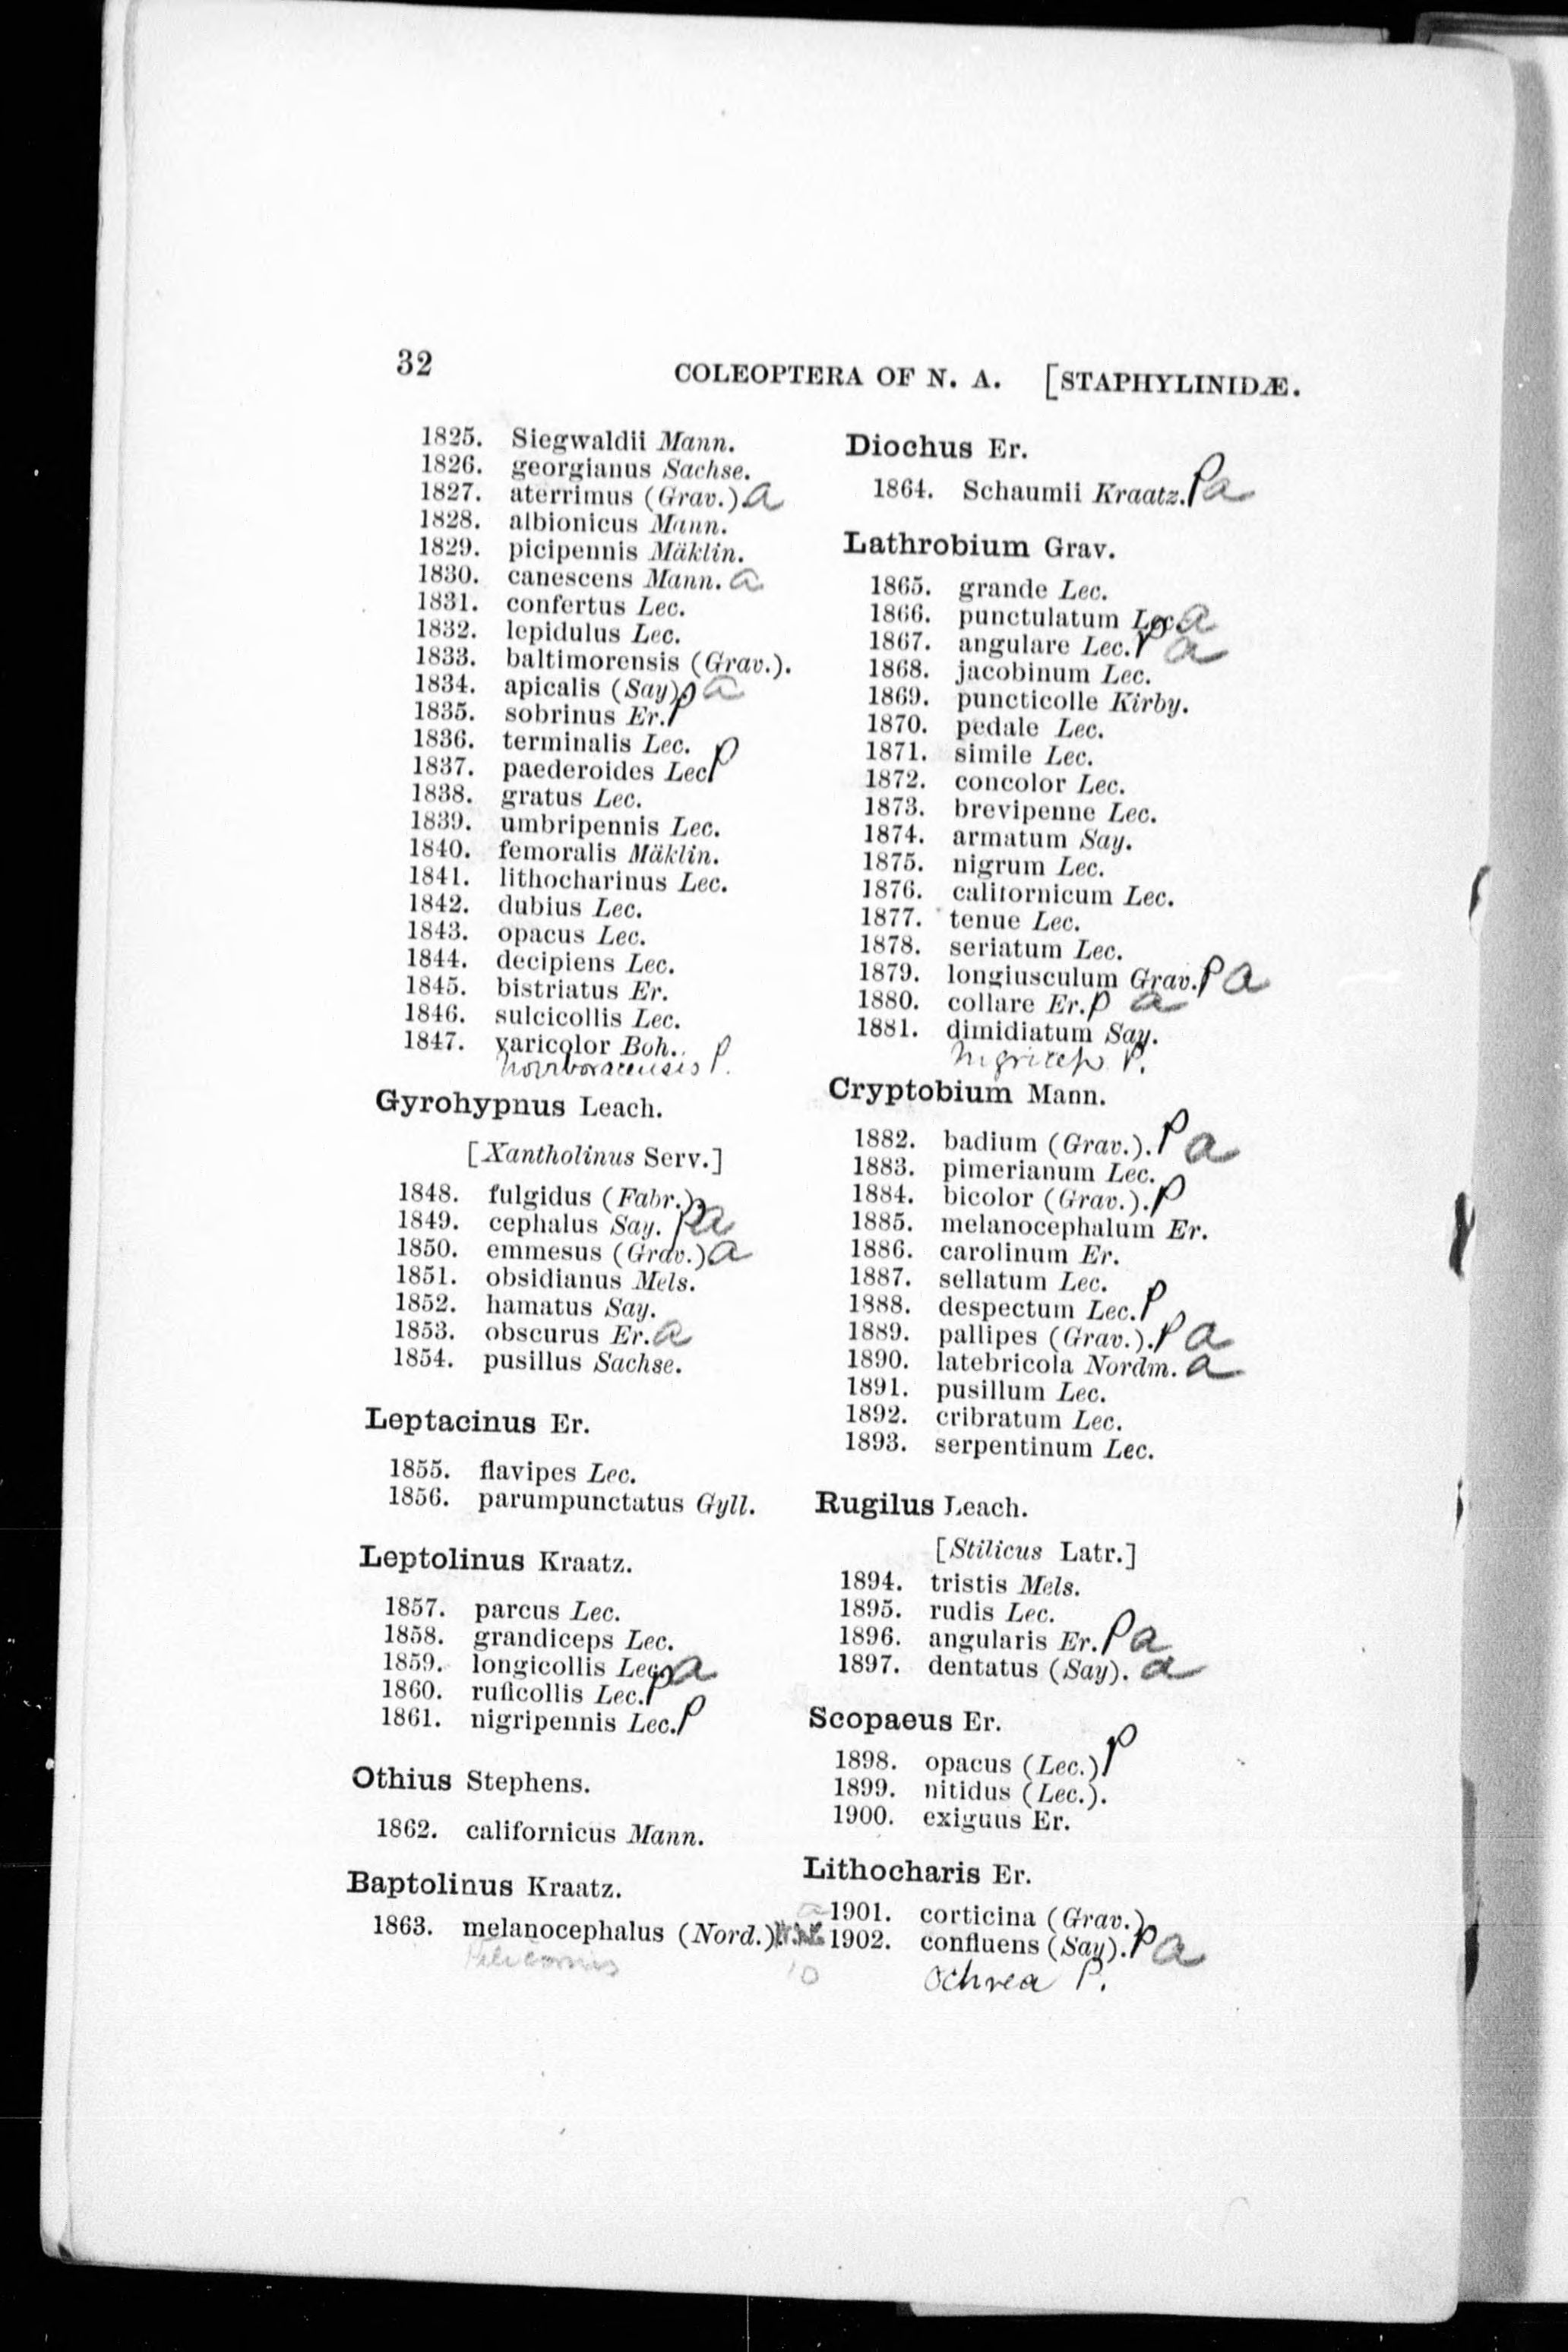 32 COLEOPTERA OF N. A. [STAPHYLINIDÆ.
1825. Siegwaldii Mann.
1826. georgianus Sachse.
1827. aterrimus (Grav.). a
1828. albionicus Mann.
1829. picipennis Mäklin.
1830. canescens Mann. a
1831. confertus Lec.
1832. lepidulus Lec.
1833. baltimorensis (Grav.).
1834. apicalis (Say) a
1835. sobrinus Er. P
1836. terminalis Lec.
1837. paederoides Lec P
1838. gratus Lec.
1839. umbripennis Lec.
1840. femoralis Mäklin.
1841. lithocharinus Lec.
1842. dubius Lec.
1843. opacus Lec.
1844. decipiens Lec.
1845. bistriatus Er.
1846. sulcicollis Lec.
1847. varicolor Boh.
P.
Gyrohypnus Leach.
[Xantholinus Serv.]
1848. fulgidus (Fabr.)
1849. cephalus Say. P a
1850. emmesus (Grav.) a
1851. obsidianus Mels.
1852. hamatus Say.
1853. obscurus Er. a
1854. pusillus Sachse.
Leptacinus Er.
1855. flavipes Lec.
1856. parumpunctatus Gyll.
Leptolinus Kraatz.
1857. parcus Lec.
1858. grandiceps Lec.
1859. longicollis Lec. a
1860. ruficollis Lec. P
1861. nigripennis Lec. P
Othius Stephens.
1862. californicus Mann.
Baptolinus Kraatz.
1863. melanocephalus (Nord.)
Diochus Er.
1864. Schaumii Kraatz. P a
Lathrobium Grav.
1865. grande Lec.
1866. punctulatum Lec. a
1867. angulare Lec. P a
1868. jacobinum Lec.
1869. puncticolle Kirby.
1870. pedale Lec.
1871. simile Lec.
1872. concolor Lec.
1873. brevipenne Lec.
1874. armatum Say.
1875. nigrum Lec.
1876. californicum Lec.
1877. tenue Lec.
1878. seriatum Lec.
1879. longiusculum Grav. P a
1880. collare Er. P a
1881. dimidiatum Say.
nigriceps P.
Cryptobium Mann.
1882. badium (Grav.). P a
1883. pimerianum Lec.
1884. bicolor (Grav.). P
1885. melanocephalum Er.
1886. carolinum Er.
1887. sellatum Lec.
1888. despectum Lec. P
1889. pallipes (Grav.). P a
1890. latebricola Nordm. a
1891. pusillum Lec.
1892. cribratum Lec.
1893. serpentinum Lec.
Rugilus Leach.
[Stilicus Latr.]
1894. tristis Mels.
1895. rudis Lec.
1896. angularis Er. P a
1897. dentatus (Say). a
Scopaeus Er.
1898. opacus (Lec.) P
1899. nitidus (Lec.).
1900. exiguus Er.
Lithocharis Er.
a 1901. corticina (Grav.)
1902. confluens (Say). P a
Ochrea P.